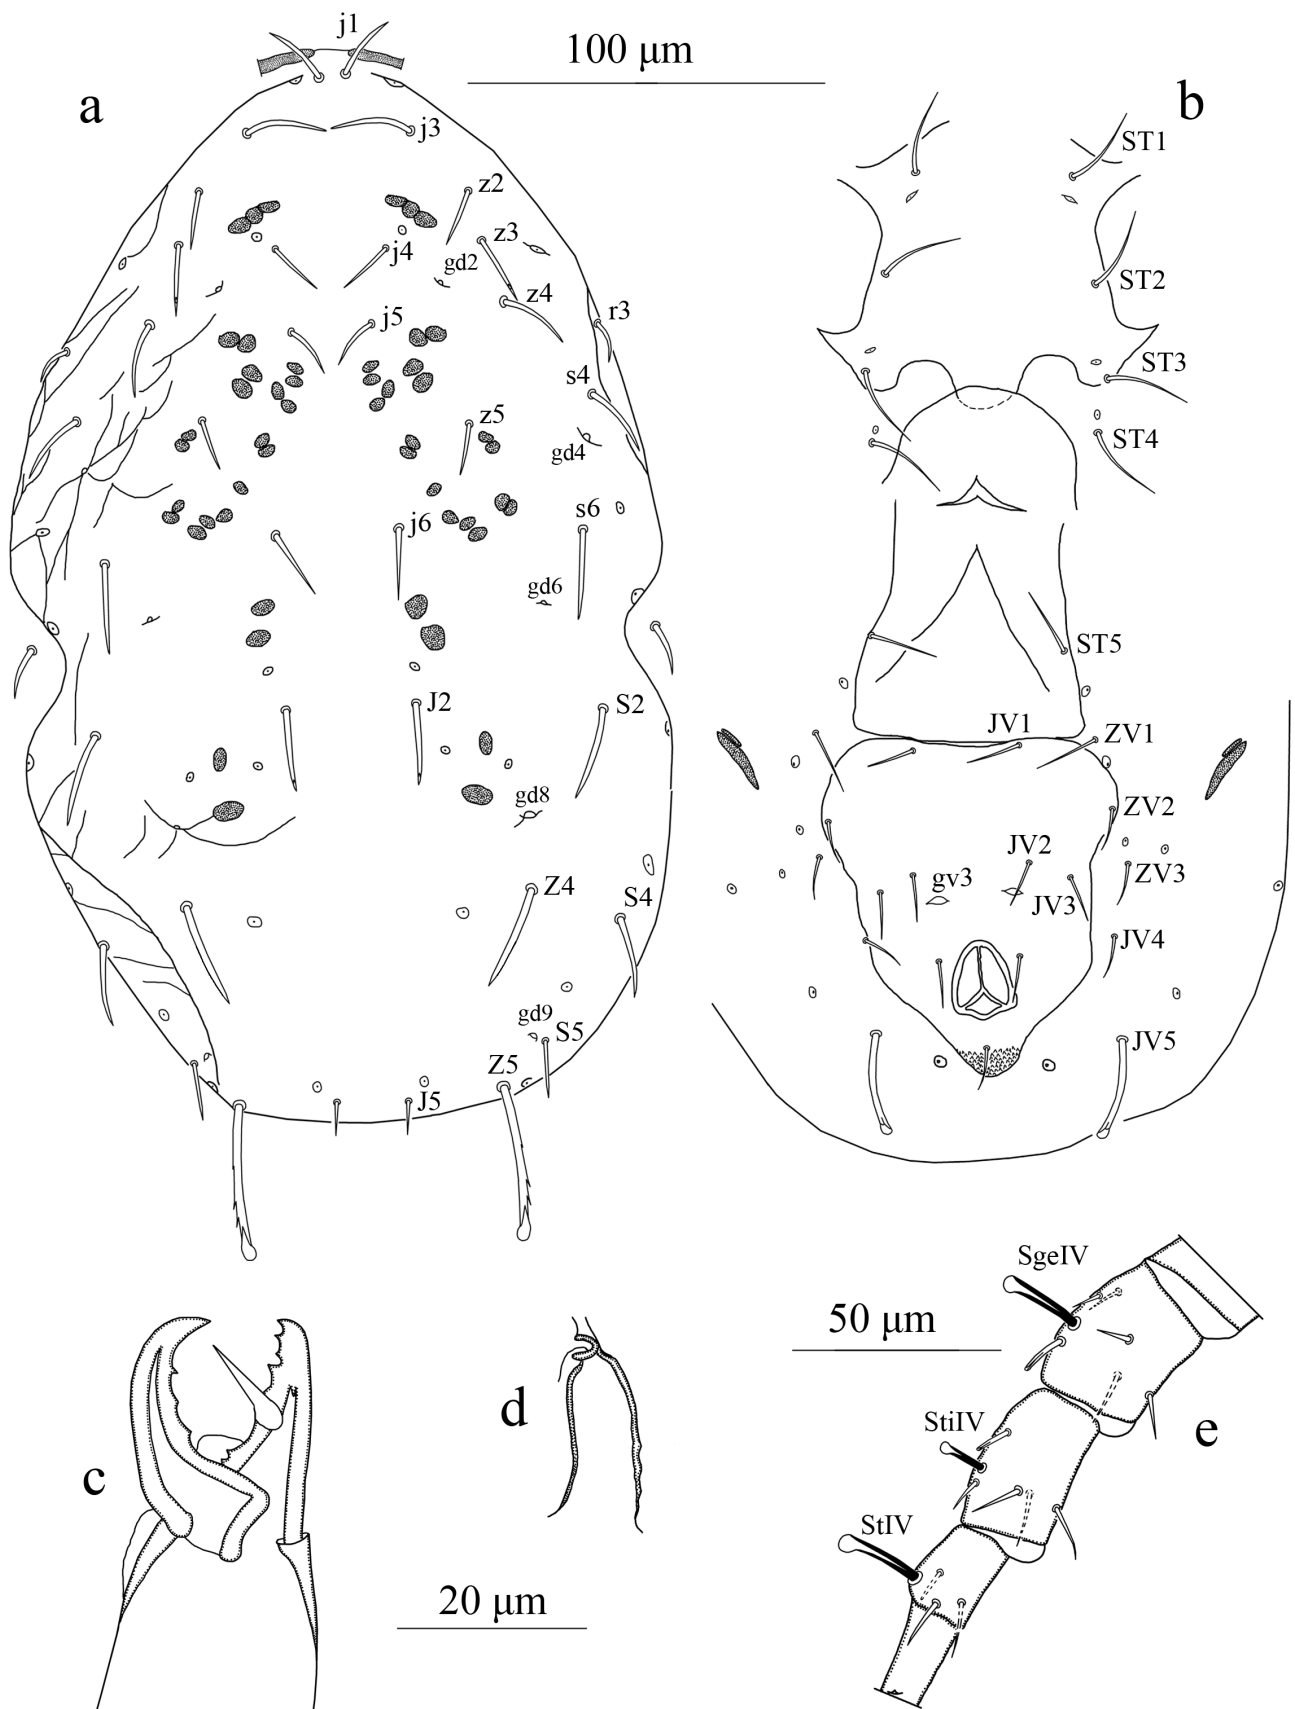 j1
100 μm
a
b
j3
ST1
z2
z3
j4
gd2
ST2
z4
j5
r3
ST3
s4
z5
gd4
ST4
s6
j6
gd6
ST5
J2
S2
JV1
ZV1
gd8
ZV2
JV2
gv3
ZV3
Z4
S4
JV3
JV4
gd9
S5
Z5
JV5
J5
SgeIV
50 μm
d
StiIV
e
c
StIV
20 μm